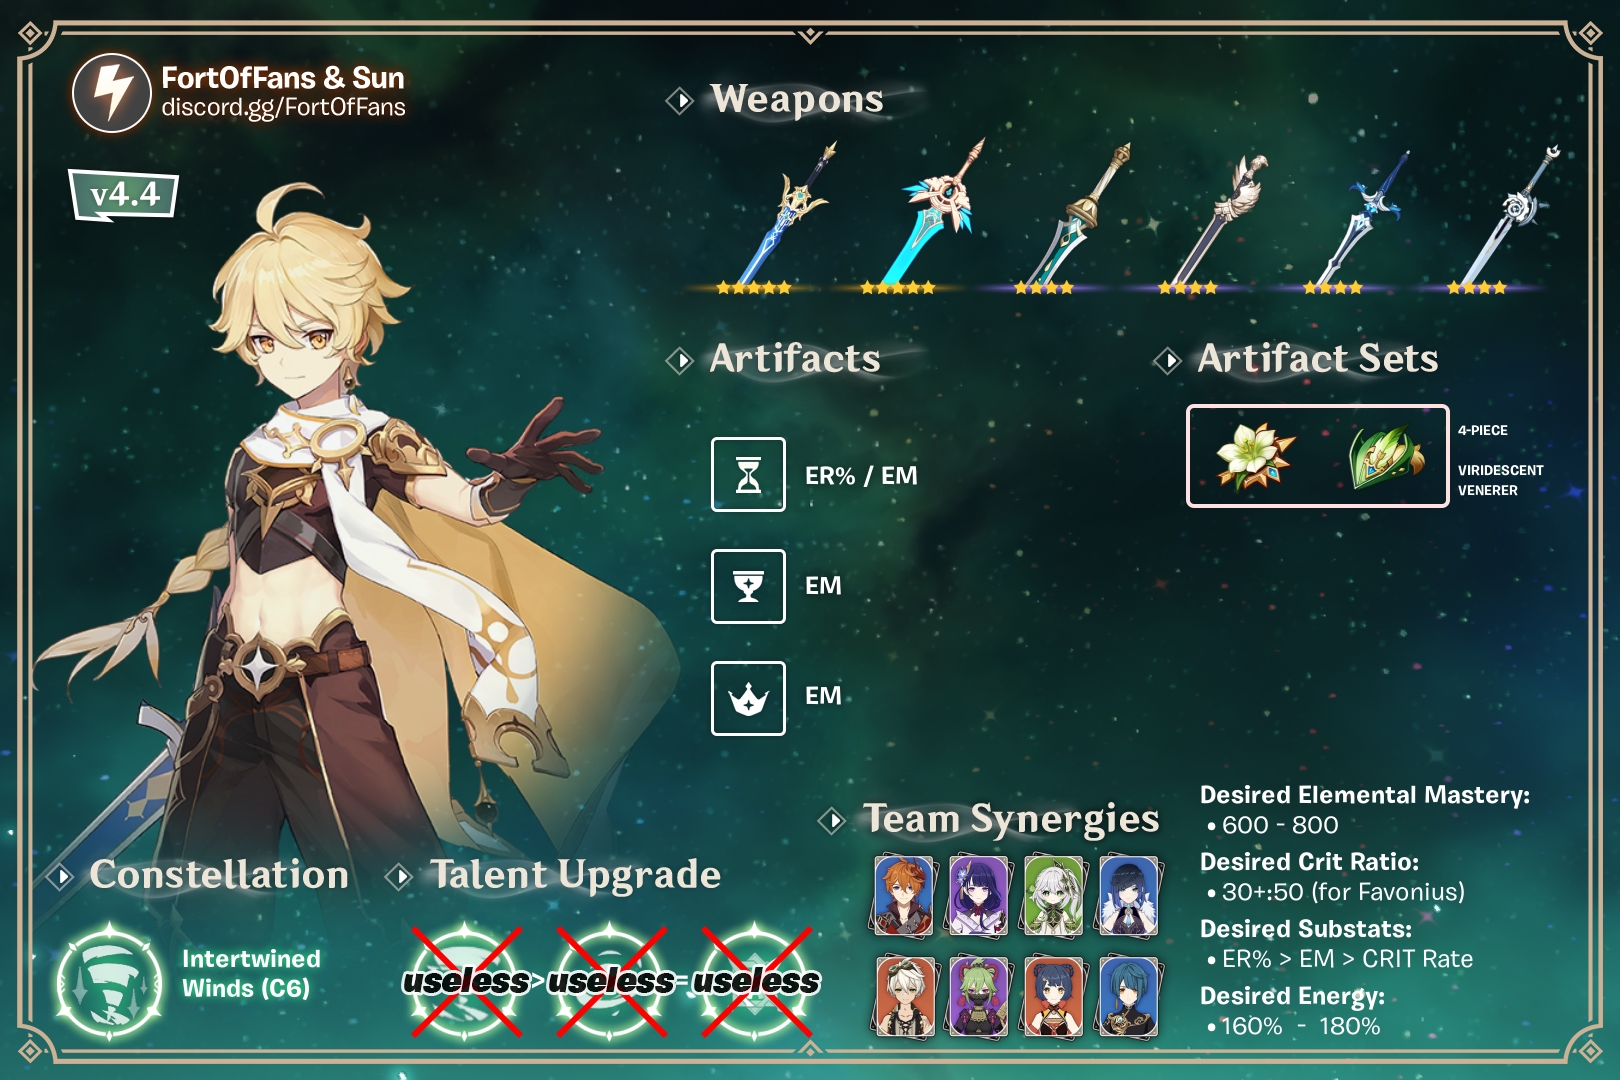 FortOfFans & Sun
discord.gg/FortOfFans
v4.4
Weapons
Artifacts
ER% / EM
EM
EM
Artifact Sets
4-PIECE
VIRIDESCENT
VENERER
Constellation
Intertwined
Winds (C6)
Talent Upgrade
useless>useless=useless
Team Synergies
Desired Elemental Mastery:
• 600 - 800
Desired Crit Ratio:
• 30+:50 (for Favonius)
Desired Substats:
• ER% > EM > CRIT Rate
Desired Energy:
• 160% - 180%